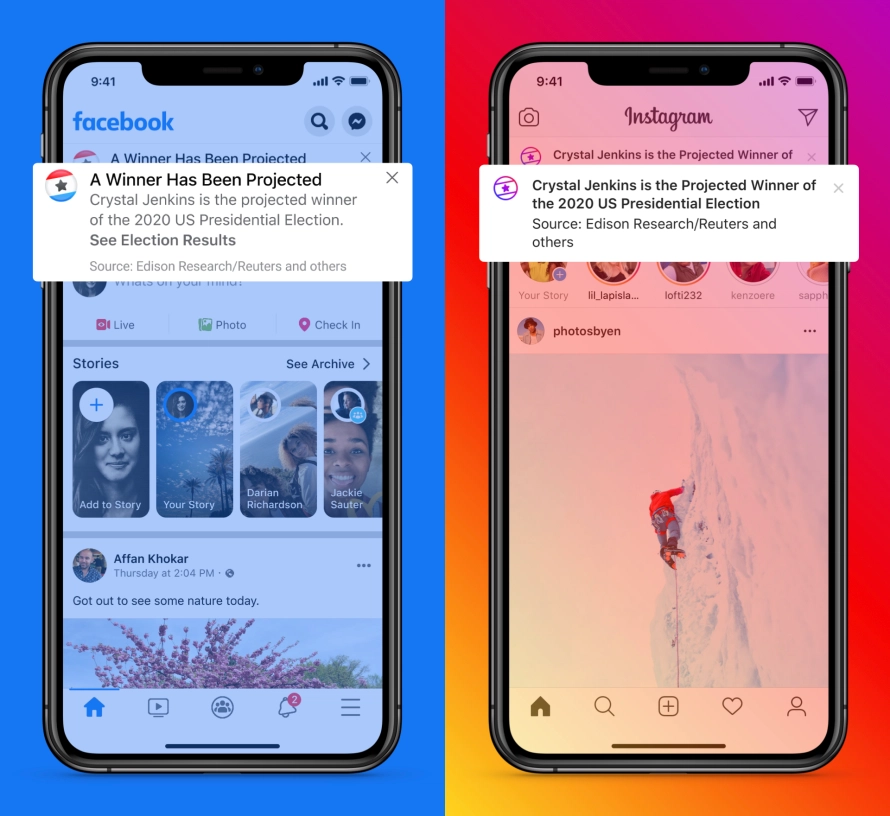 9:41
facebook
A Winner Has Been Projected
A Winner Has Been Projected
Crystal Jenkins is the projected winner
of the 2020 US Presidential Election.
See Election Results
Source: Edison Research/Reuters and others
What's on your mind?
Live
Photo
Check In
Stories
See Archive
Add to Story
Your Story
Darian
Richardson
Jackie
Sauter
Affan Khokar
Thursday at 2:04 PM ·
Got out to see some nature today.
2
9:41
Instagram
Crystal Jenkins is the Projected Winner of
Crystal Jenkins is the Projected Winner of
the 2020 US Presidential Election
Source: Edison Research/Reuters and
others
Your Story
lil_lapisla...
lofti232
kenzoere
sapph
photosbyen